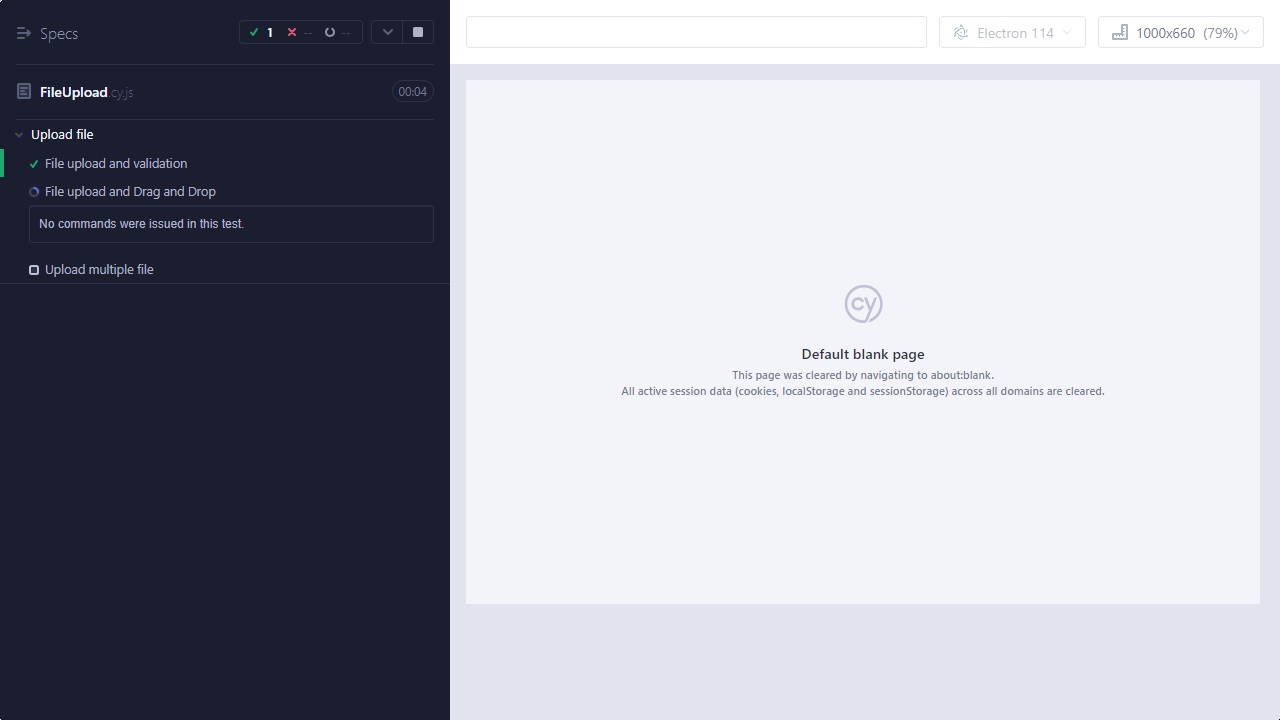 Specs
1
--
--
FileUpload.cy.js
00:04
Upload file
File upload and validation
File upload and Drag and Drop
No commands were issued in this test.
Upload multiple file
Electron 114
1000x660 (79%)
cy
Default blank page
This page was cleared by navigating to about:blank.
All active session data (cookies, localStorage and sessionStorage) across all domains are cleared.